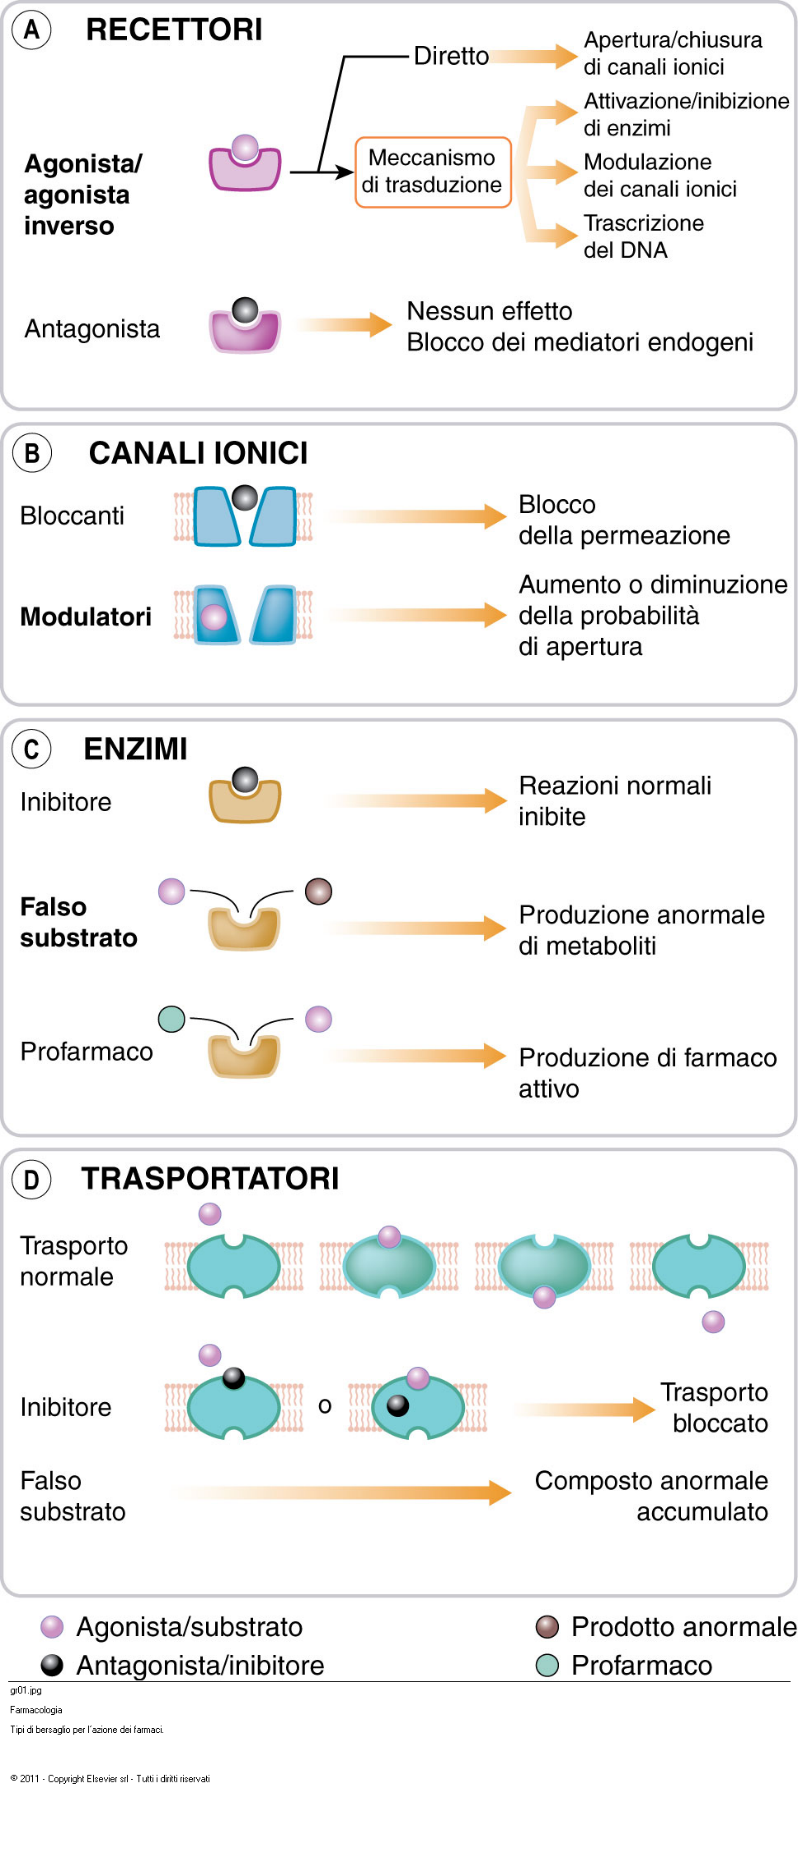 A RECETTORI
Diretto
Apertura/chiusura
di canali ionici
Agonista/
agonista
inverso
Meccanismo
di trasduzione
Attivazione/inibizione
di enzimi
Modulazione
dei canali ionici
Trascrizione
del DNA
Antagonista
Nessun effetto
Blocco dei mediatori endogeni
B CANALI IONICI
Bloccanti
Blocco
della permeazione
Modulatori
Aumento o diminuzione
della probabilità
di apertura
C ENZIMI
Inibitore
Reazioni normali
inibite
Falso
substrato
Produzione anormale
di metaboliti
Profarmaco
Produzione di farmaco
attivo
D TRASPORTATORI
Trasporto
normale
Inibitore
o
Trasporto
bloccato
Falso
substrato
Composto anormale
accumulato
Agonista/substrato
Prodotto anormale
Antagonista/inibitore
Profarmaco
gr01.jpg
Farmacologia
Tipi di bersaglio per l'azione dei farmaci.
© 2011 - Copyright Elsevier srl - Tutti i diritti riservati